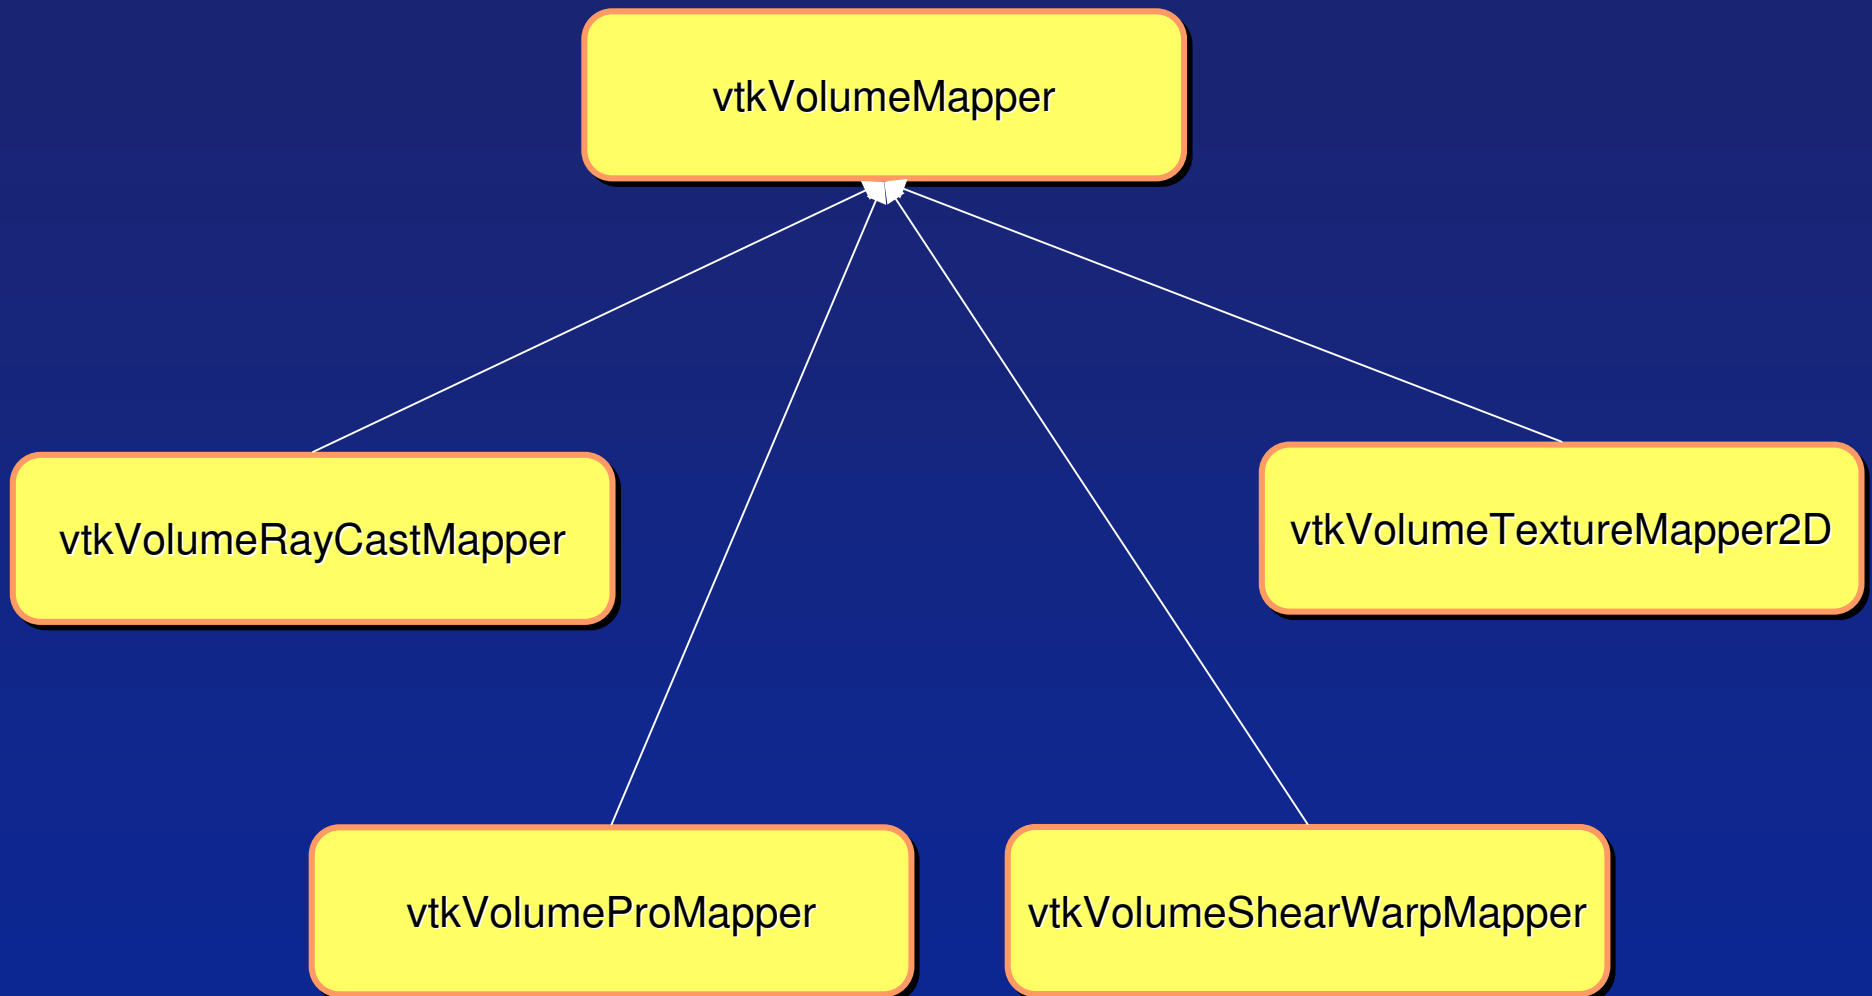 vtkVolumeMapper
vtkVolumeRayCastMapper
vtkVolumeTextureMapper2D
vtkVolumeProMapper
vtkVolumeShearWarpMapper